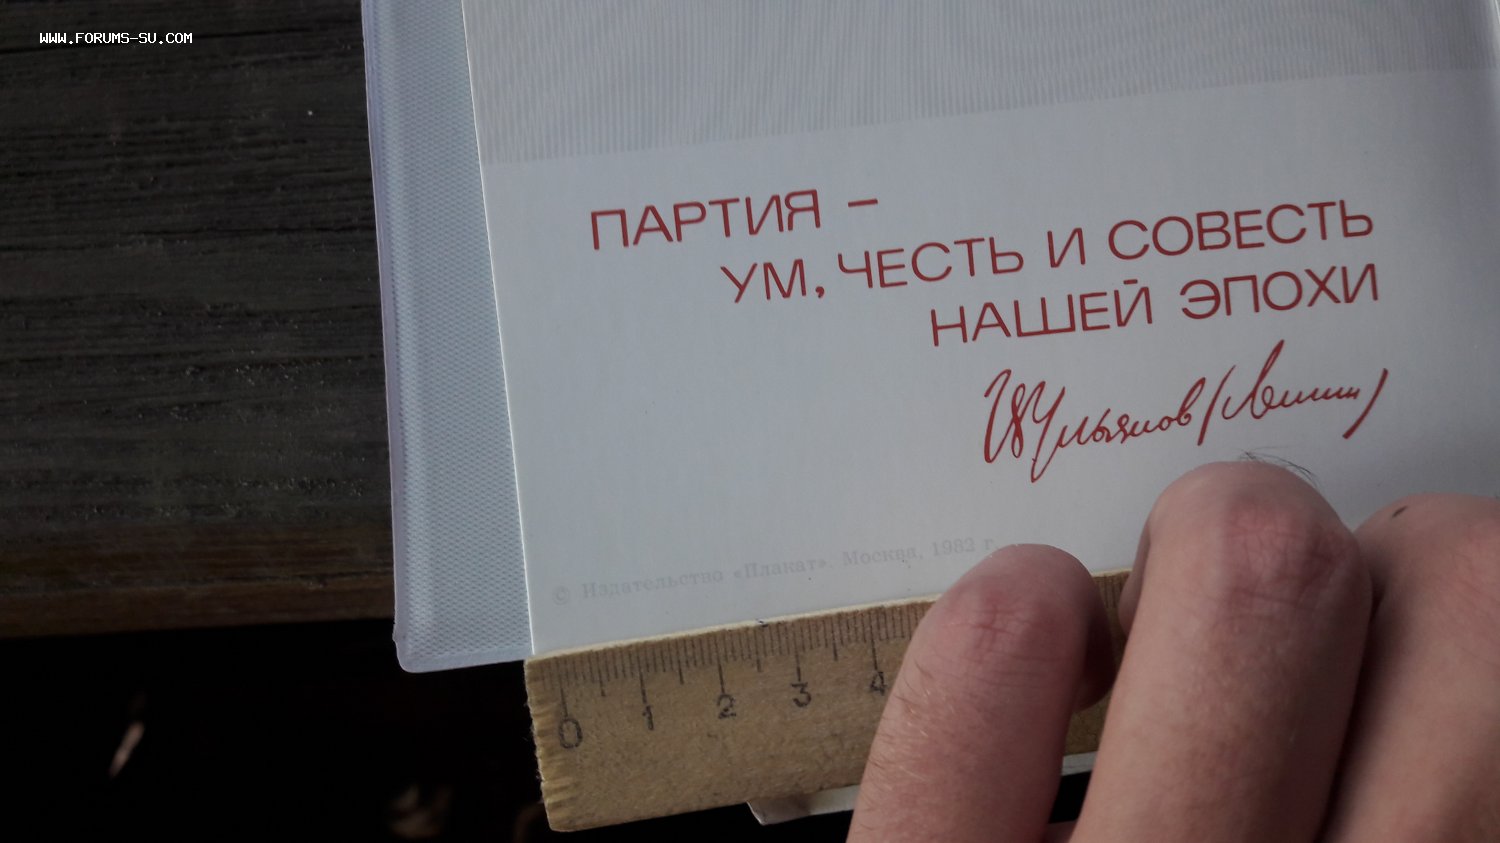 WWW.FORUMS-SU.COM
ПАРТИЯ –
УМ, ЧЕСТЬ И СОВЕСТЬ
НАШЕЙ ЭПОХИ
В Ульянов (Ленин)
© Издательство «Плакат». Москва, 1983 г.
0 1 2 3 4